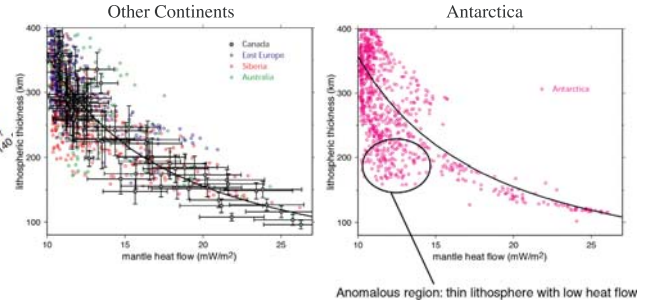 Other Continents
400
300
200
100
lithospheric thickness (km)
Canada
East Europe
Siberia
Australia
10 15 20 25
mantle heat flow (mW/m2)
Antarctica
400
300
200
100
lithospheric thickness (km)
Antarctica
10 15 20 25
mantle heat flow (mW/m2)
Anomalous region: thin lithosphere with low heat flow